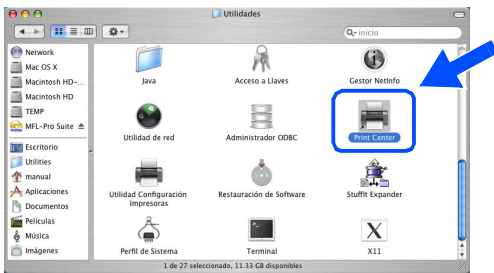 Utilidades
inicio
Network
Mac OS X
Macintosh HD-...
Macintosh HD
TEMP
MFL-Pro Suite
Escritorio
Utilities
manual
Aplicaciones
Documentos
Películas
Música
Imágenes
Java
Acceso a Llaves
Gestor NetInfo
Utilidad de red
Administrador ODBC
Print Center
Utilidad Configuración
Impresoras
Restauración de Software
StuffIt Expander
Perfil de Sistema
Terminal
X11
1 de 27 seleccionado, 11.33 GB disponibles